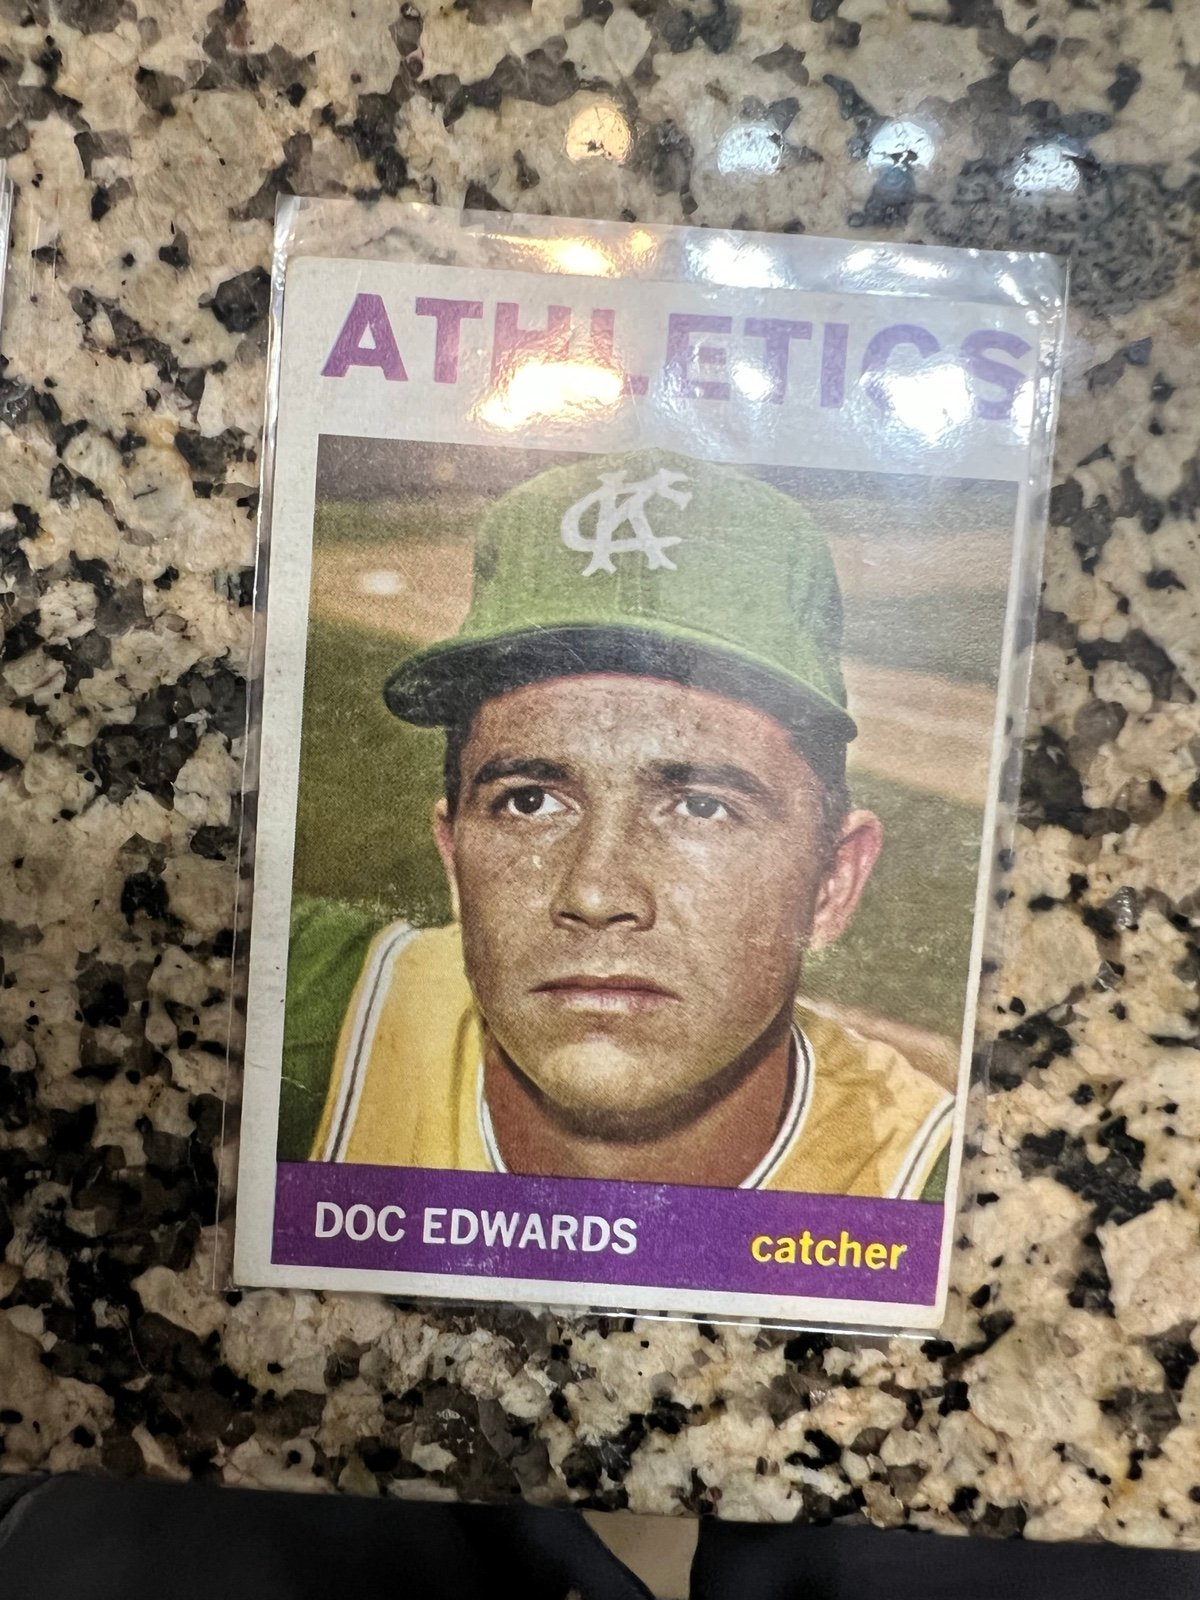 ATHLETICS
KC
DOC EDWARDS
catcher